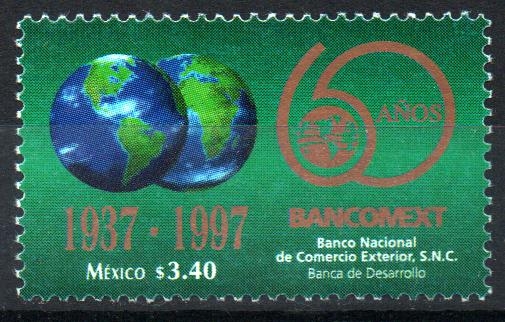 60 AÑOS
1937 · 1997
BANCOMEXT
Banco Nacional
de Comercio Exterior, S.N.C.
Banca de Desarrollo
MÉXICO $3.40